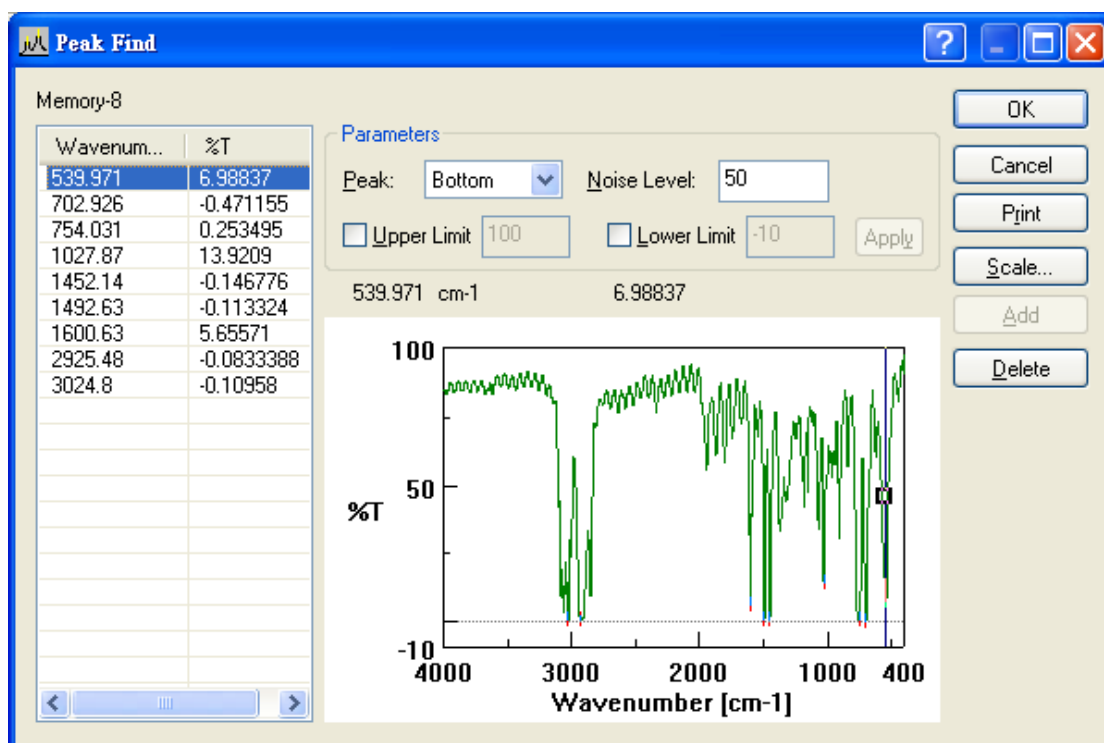 Peak Find
Memory-8
Wavenum... %T
539.971 6.98837
702.926 -0.471155
754.031 0.253495
1027.87 13.9209
1452.14 -0.146776
1492.63 -0.113324
1600.63 5.65571
2925.48 -0.0833388
3024.8 -0.10958
Parameters
Peak: Bottom Noise Level: 50
Upper Limit 100 Lower Limit -10 Apply
539.971 cm-1 6.98837
100
50
%T
-10
4000 3000 2000 1000 400
Wavenumber [cm-1]
OK
Cancel
Print
Scale...
Add
Delete